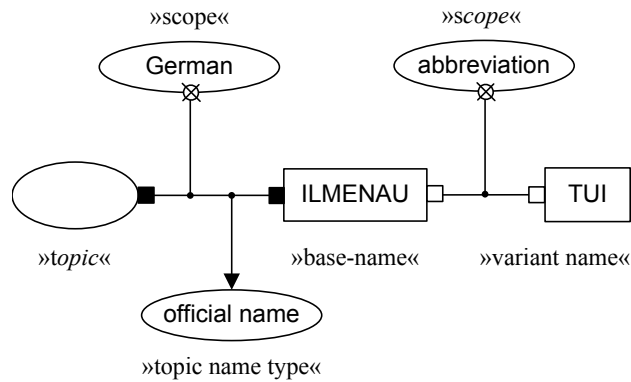 »scope« »scope«
German abbreviation
ILMENAU TUI
»topic« »base-name« »variant name«
official name
»topic name type«